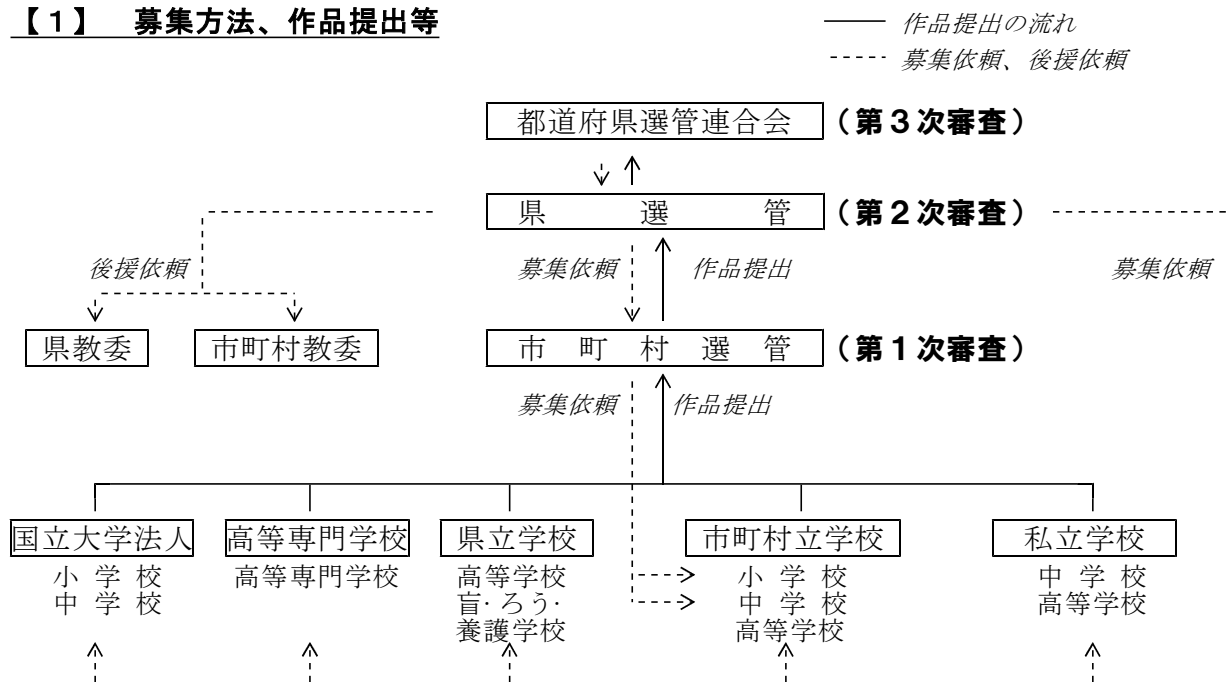 【1】 募集方法、作品提出等
作品提出の流れ
募集依頼、後援依頼
都道府県選管連合会 (第3次審査)
県選管 (第2次審査)
後援依頼 募集依頼 作品提出 募集依頼
県教委 市町村教委 市町村選管 (第1次審査)
募集依頼 作品提出
国立大学法人 高等専門学校 県立学校 市町村立学校 私立学校
小学校 高等専門学校 高等学校 小学校 中学校
中学校 盲・ろう・ 中学校 高等学校
養護学校 高等学校